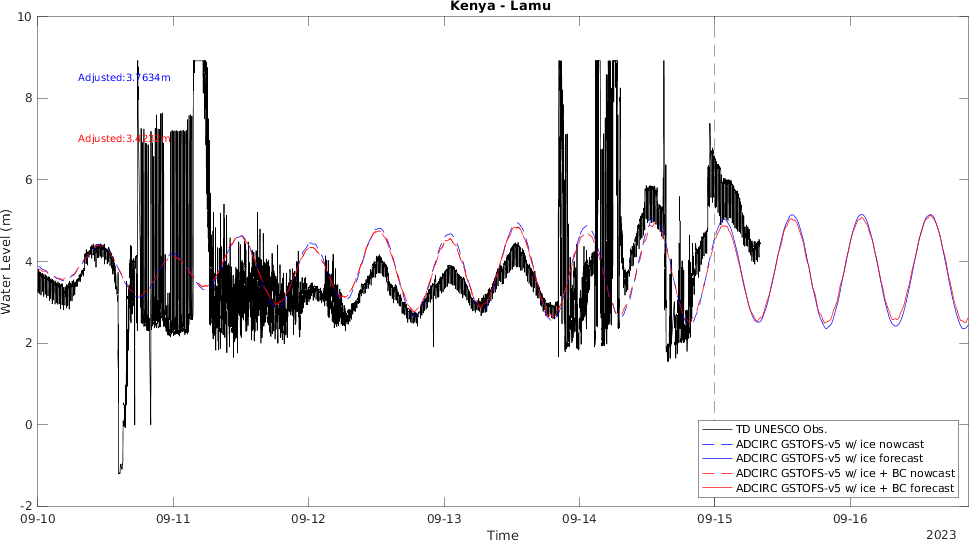 Kenya - Lamu
10
8
6
4
2
0
-2
Water Level (m)
Adjusted:3.7634m
TD UNESCO Obs.
ADCIRC GSTOFS-v5 w/ ice nowcast
ADCIRC GSTOFS-v5 w/ ice forecast
ADCIRC GSTOFS-v5 w/ ice + BC nowcast
ADCIRC GSTOFS-v5 w/ ice + BC forecast
09-10
09-11
09-12
09-13
09-14
09-15
09-16
Time
2023